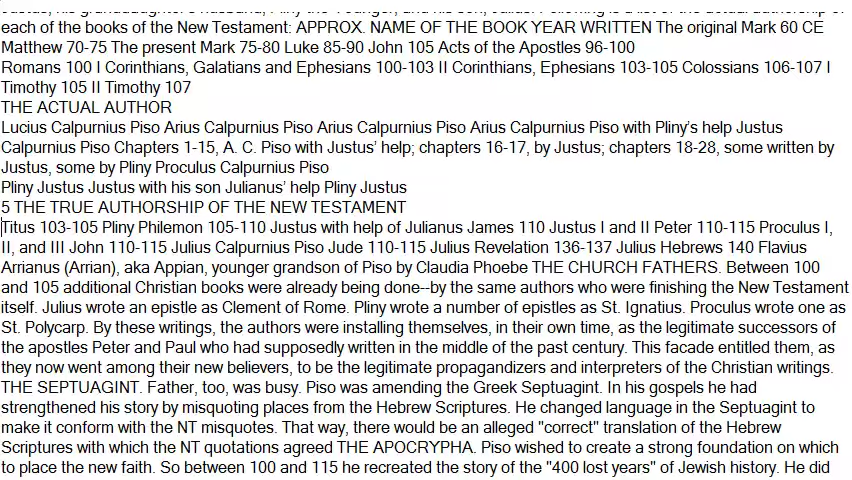 each of the books of the New Testament: APPROX. NAME OF THE BOOK YEAR WRITTEN The original Mark 60 CE
Matthew 70-75 The present Mark 75-80 Luke 85-90 John 105 Acts of the Apostles 96-100
Romans 100 I Corinthians, Galatians and Ephesians 100-103 II Corinthians, Ephesians 103-105 Colossians 106-107 I
Timothy 105 II Timothy 107
THE ACTUAL AUTHOR
Lucius Calpurnius Piso Arius Calpurnius Piso Arius Calpurnius Piso Arius Calpurnius Piso with Pliny’s help Justus
Calpurnius Piso Chapters 1-15, A. C. Piso with Justus’ help; chapters 16-17, by Justus; chapters 18-28, some written by
Justus, some by Pliny Proculus Calpurnius Piso
Pliny Justus Justus with his son Julianus’ help Pliny Justus
5 THE TRUE AUTHORSHIP OF THE NEW TESTAMENT
Titus 103-105 Pliny Philemon 105-110 Justus with help of Julianus James 110 Justus I and II Peter 110-115 Proculus I,
II, and III John 110-115 Julius Calpurnius Piso Jude 110-115 Julius Revelation 136-137 Julius Hebrews 140 Flavius
Arrianus (Arrian), aka Appian, younger grandson of Piso by Claudia Phoebe THE CHURCH FATHERS. Between 100
and 105 additional Christian books were already being done--by the same authors who were finishing the New Testament
itself. Julius wrote an epistle as Clement of Rome. Pliny wrote a number of epistles as St. Ignatius. Proculus wrote one as
St. Polycarp. By these writings, the authors were installing themselves, in their own time, as the legitimate successors of
the apostles Peter and Paul who had supposedly written in the middle of the past century. This facade entitled them, as
they now went among their new believers, to be the legitimate propagandizers and interpreters of the Christian writings.
THE SEPTUAGINT. Father, too, was busy. Piso was amending the Greek Septuagint. In his gospels he had
strengthened his story by misquoting places from the Hebrew Scriptures. He changed language in the Septuagint to
make it conform with the NT misquotes. That way, there would be an alleged "correct" translation of the Hebrew
Scriptures with which the NT quotations agreed THE APOCRYPHA. Piso wished to create a strong foundation on which
to place the new faith. So between 100 and 115 he recreated the story of the "400 lost years" of Jewish history. He did